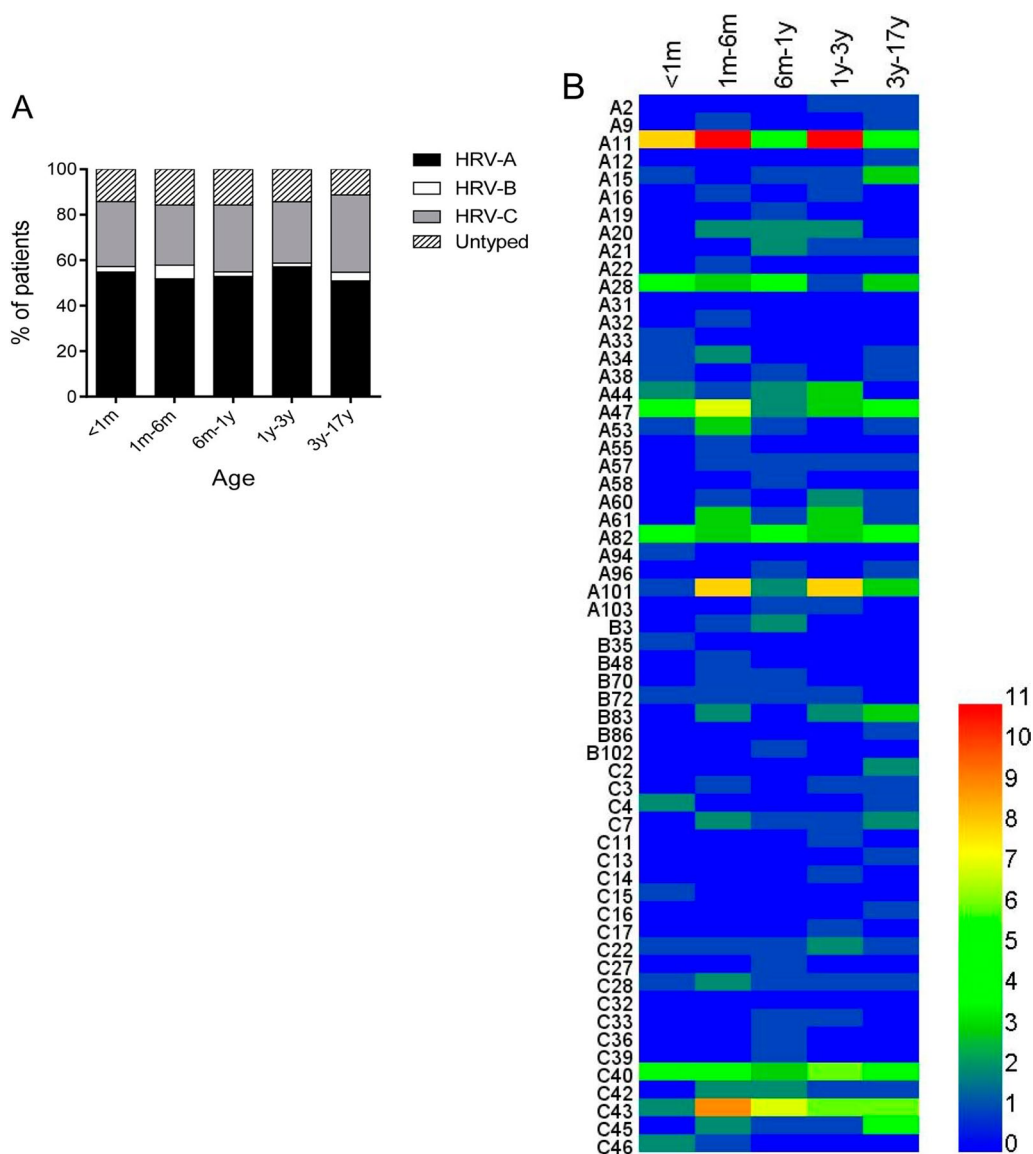 A
% of patients
100
80
60
40
20
0
<1m
1m-6m
6m-1y
1y-3y
3y-17y
Age
HRV-A
HRV-B
HRV-C
Untyped
B
<1m
1m-6m
6m-1y
1y-3y
3y-17y
A2
A9
A11
A12
A15
A16
A19
A20
A21
A22
A28
A31
A32
A33
A34
A38
A44
A47
A53
A55
A57
A58
A60
A61
A82
A94
A96
A101
A103
B3
B35
B48
B70
B72
B83
B86
B102
C2
C3
C4
C7
C11
C13
C14
C15
C16
C17
C22
C27
C28
C32
C33
C36
C39
C40
C42
C43
C45
C46
11
10
9
8
7
6
5
4
3
2
1
0